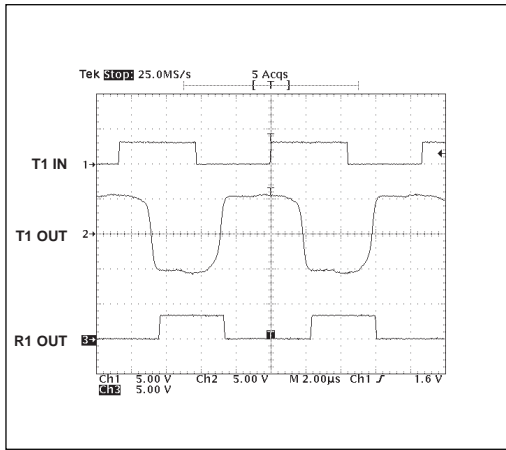 Tek Stop: 25.0MS/s 5 Acqs
[ T ]
T
T1 IN 1→
T
T1 OUT 2→
T
R1 OUT 3→
Ch1 5.00 V Ch2 5.00 V M 2.00µs Ch1 ƒ 1.6 V
Ch3 5.00 V